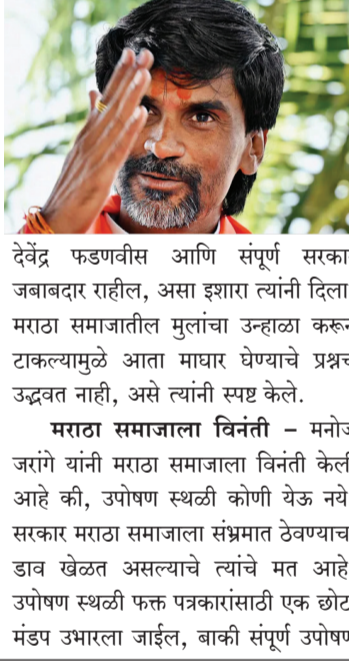 देवेंद्र फडणवीस आणि संपूर्ण सरका
जबाबदार राहील, असा इशारा त्यांनी दिला
मराठा समाजातील मुलांचा उन्हाळा करून
टाकल्यामुळे आता माघार घेण्याचे प्रश्नच
उद्भवत नाही, असे त्यांनी स्पष्ट केले.
मराठा समाजाला विनंती – मनोज
जरांगे यांनी मराठा समाजाला विनंती केली
आहे की, उपोषण स्थळी कोणी येऊ नये
सरकार मराठा समाजाला संभ्रमात ठेवण्याच
डाव खेळत असल्याचे त्यांचे मत आहे
उपोषण स्थळी फक्त पत्रकारांसाठी एक छोट
मंडप उभारला जाईल, बाकी संपूर्ण उपोषण